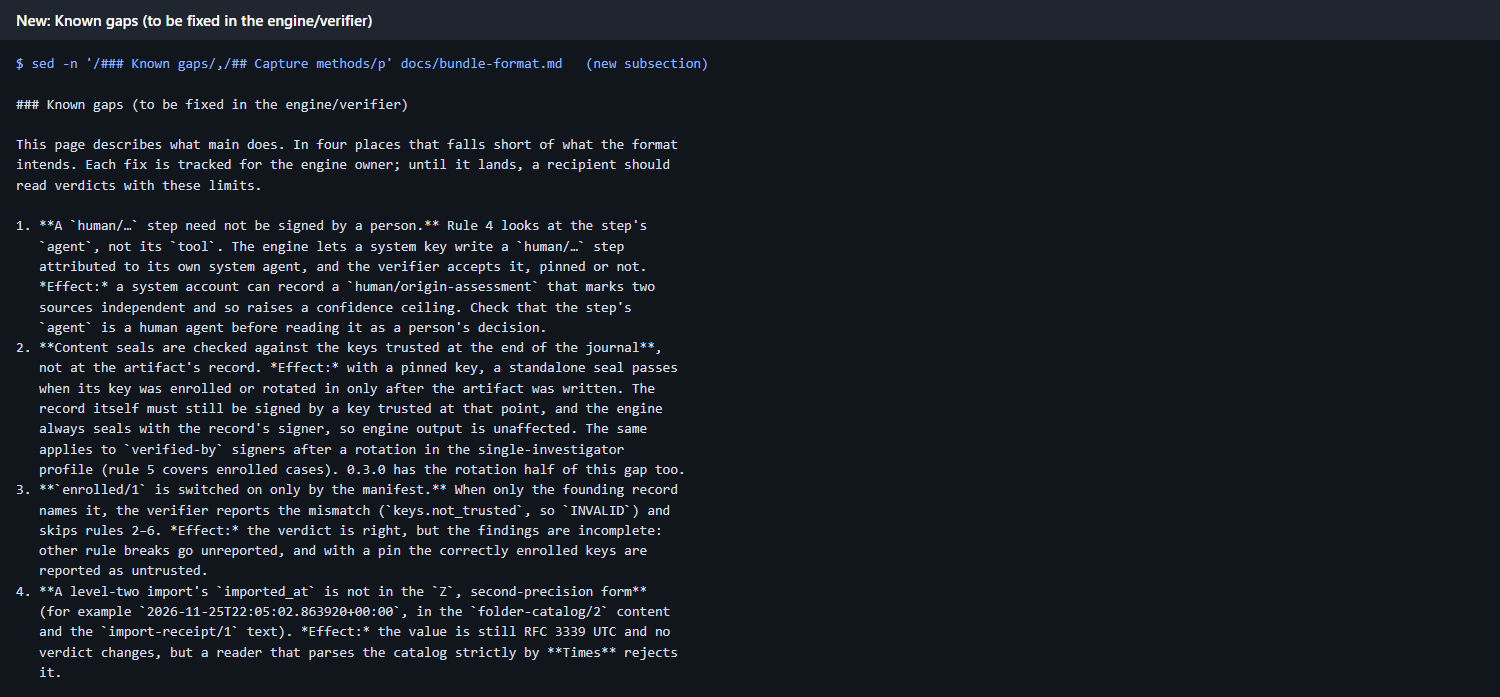 New: Known gaps (to be fixed in the engine/verifier)
$ sed -n '/### Known gaps/,/## Capture methods/p' docs/bundle-format.md   (new subsection)
### Known gaps (to be fixed in the engine/verifier)
This page describes what main does. In four places that falls short of what the format
intends. Each fix is tracked for the engine owner; until it lands, a recipient should
read verdicts with these limits.
1. **A `human/…` step need not be signed by a person.** Rule 4 looks at the step's
   `agent`, not its `tool`. The engine lets a system key write a `human/…` step
   attributed to its own system agent, and the verifier accepts it, pinned or not.
   *Effect:* a system account can record a `human/origin-assessment` that marks two
   sources independent and so raises a confidence ceiling. Check that the step's
   `agent` is a human agent before reading it as a person's decision.
2. **Content seals are checked against the keys trusted at the end of the journal**,
   not at the artifact's record. *Effect:* with a pinned key, a standalone seal passes
   when its key was enrolled or rotated in only after the artifact was written. The
   record itself must still be signed by a key trusted at that point, and the engine
   always seals with the record's signer, so engine output is unaffected. The same
   applies to `verified-by` signers after a rotation in the single-investigator
   profile (rule 5 covers enrolled cases). 0.3.0 has the rotation half of this gap too.
3. **`enrolled/1` is switched on only by the manifest.** When only the founding record
   names it, the verifier reports the mismatch (`keys.not_trusted`, so `INVALID`) and
   skips rules 2–6. *Effect:* the verdict is right, but the findings are incomplete:
   other rule breaks go unreported, and with a pin the correctly enrolled keys are
   reported as untrusted.
4. **A level-two import's `imported_at` is not in the `Z`, second-precision form**
   (for example `2026-11-25T22:05:02.863920+00:00`, in the `folder-catalog/2` content
   and the `import-receipt/1` text). *Effect:* the value is still RFC 3339 UTC and no
   verdict changes, but a reader that parses the catalog strictly by **Times** rejects
   it.